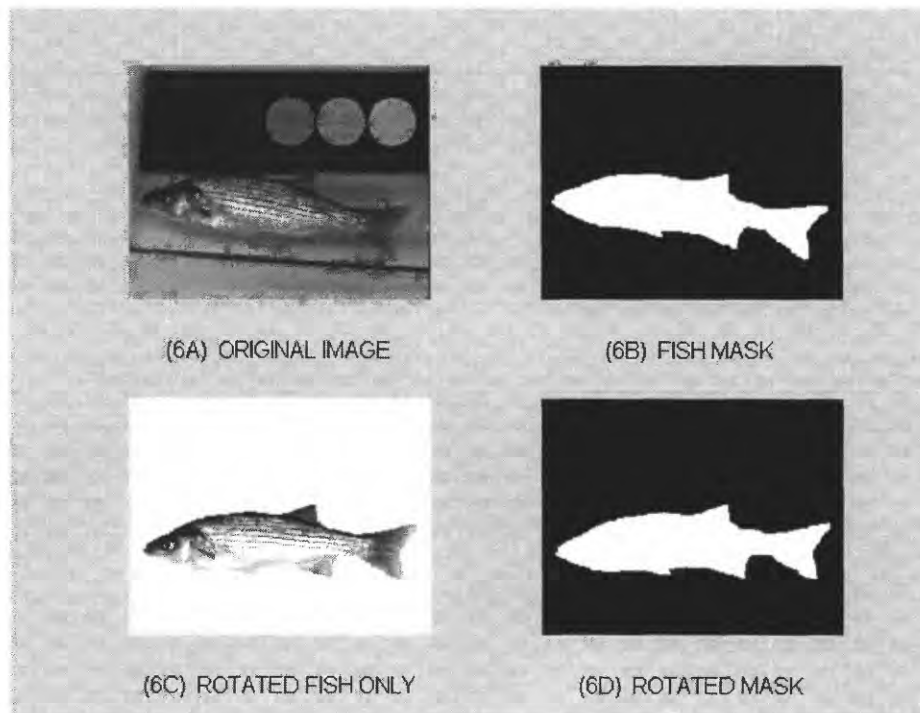 (6A) ORIGINAL IMAGE
(6B) FISH MASK
(6C) ROTATED FISH ONLY
(6D) ROTATED MASK